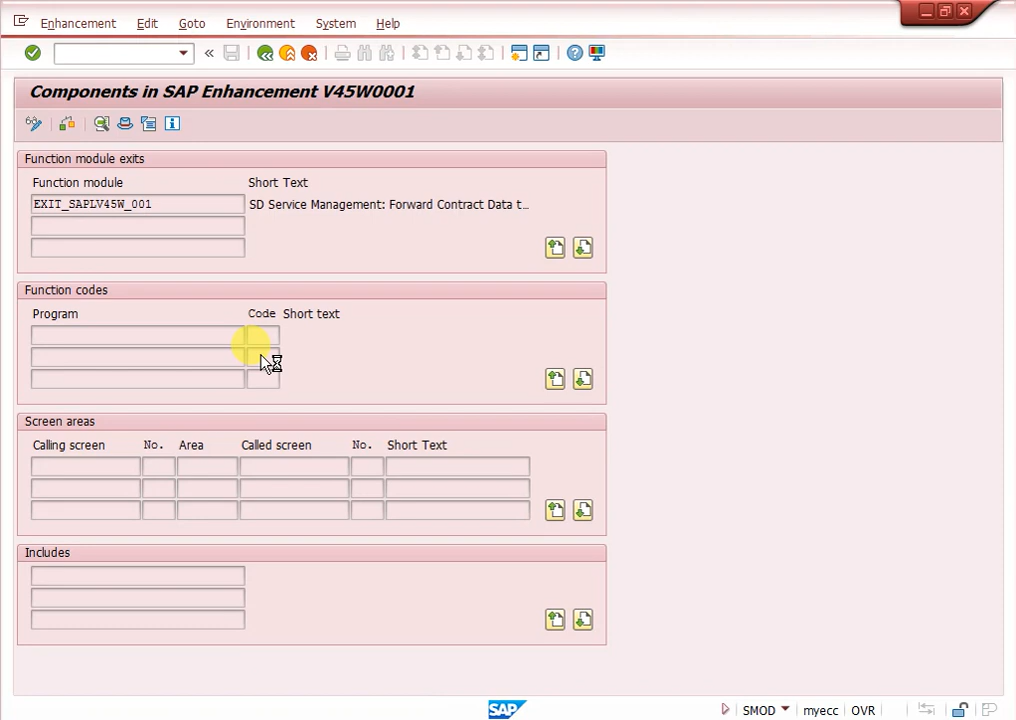 Enhancement Edit Goto Environment System Help
Components in SAP Enhancement V45W0001
Function module exits
Function module Short Text
EXIT_SAPLV45W_001 SD Service Management: Forward Contract Data t…
Function codes
Program Code Short text
Screen areas
Calling screen No. Area Called screen No. Short Text
Includes
SAP SMOD myecc OVR